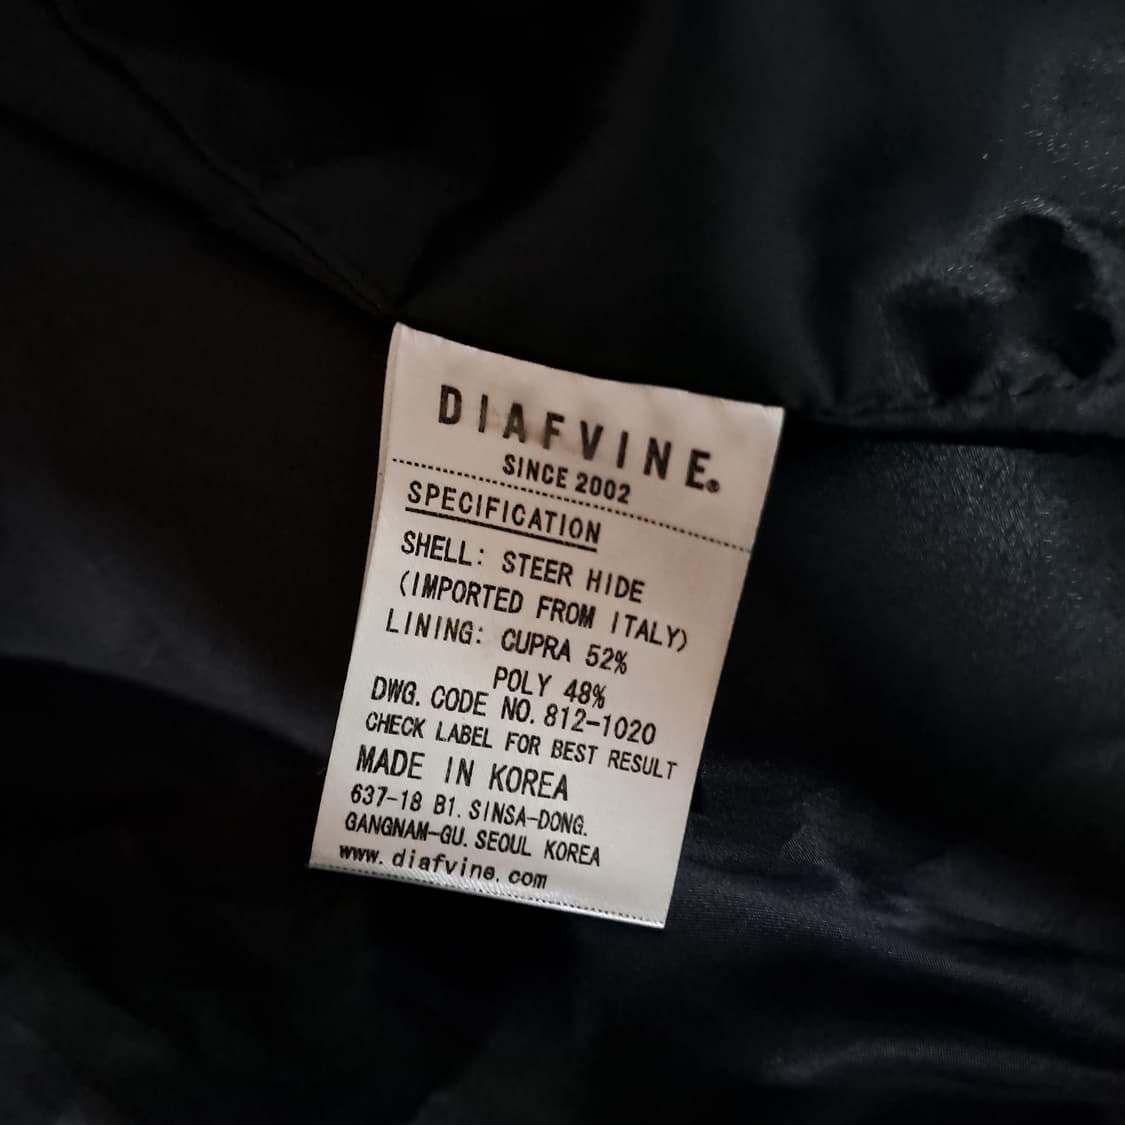 DIAFVINE®
SINCE 2002
SPECIFICATION
SHELL: STEER HIDE
(IMPORTED FROM ITALY)
LINING: CUPRA 52%
POLY 48%
DWG. CODE NO. 812-1020
CHECK LABEL FOR BEST RESULT
MADE IN KOREA
637-18 B1. SINSA-DONG.
GANGNAM-GU. SEOUL KOREA
www.diafvine.com